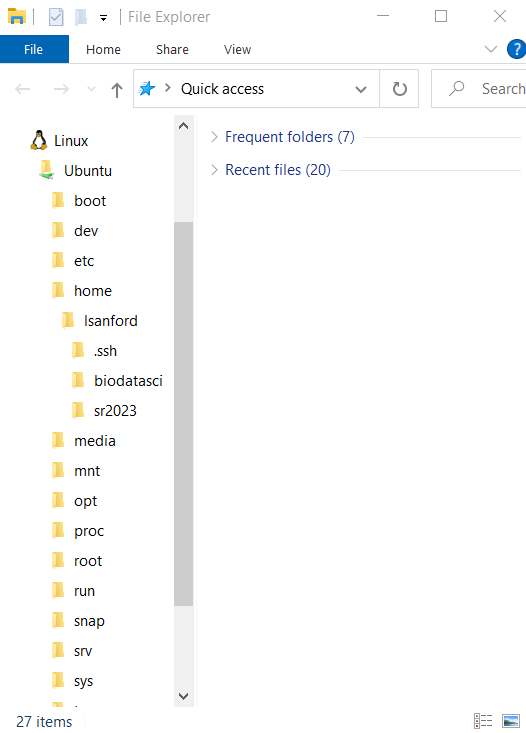 File Explorer
File Home Share View ?
Quick access Search
Linux
Ubuntu
boot
dev
etc
home
lsanford
.ssh
biodatasci
sr2023
media
mnt
opt
proc
root
run
snap
srv
sys
Frequent folders (7)
Recent files (20)
27 items